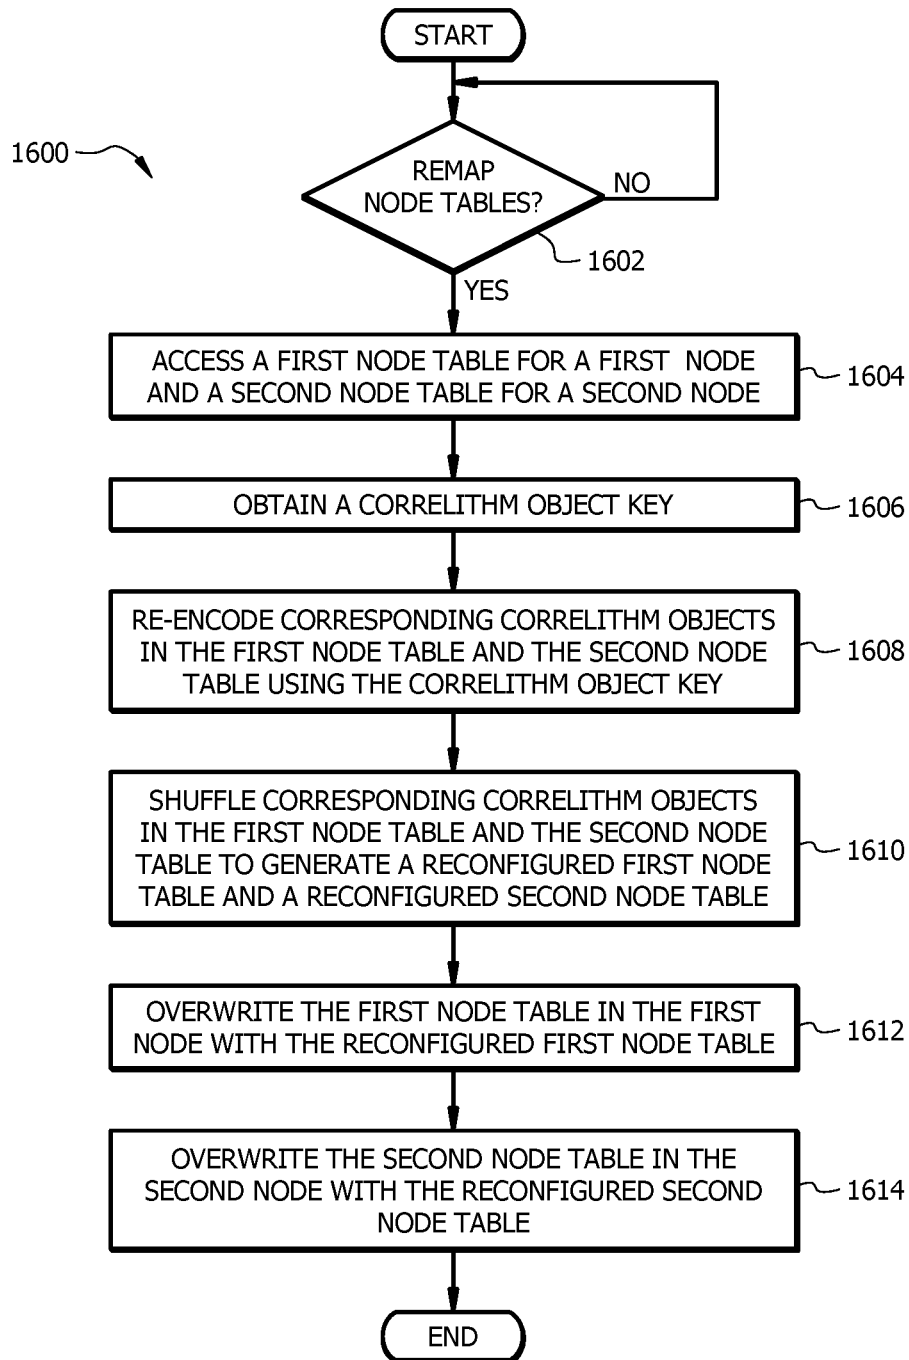 START
1600
REMAP
NODE TABLES?
NO
1602
YES
ACCESS A FIRST NODE TABLE FOR A FIRST NODE
AND A SECOND NODE TABLE FOR A SECOND NODE
1604
OBTAIN A CORRELITHM OBJECT KEY
1606
RE-ENCODE CORRESPONDING CORRELITHM OBJECTS
IN THE FIRST NODE TABLE AND THE SECOND NODE
TABLE USING THE CORRELITHM OBJECT KEY
1608
SHUFFLE CORRESPONDING CORRELITHM OBJECTS
IN THE FIRST NODE TABLE AND THE SECOND NODE
TABLE TO GENERATE A RECONFIGURED FIRST NODE
TABLE AND A RECONFIGURED SECOND NODE TABLE
1610
OVERWRITE THE FIRST NODE TABLE IN THE FIRST
NODE WITH THE RECONFIGURED FIRST NODE TABLE
1612
OVERWRITE THE SECOND NODE TABLE IN THE
SECOND NODE WITH THE RECONFIGURED SECOND
NODE TABLE
1614
END